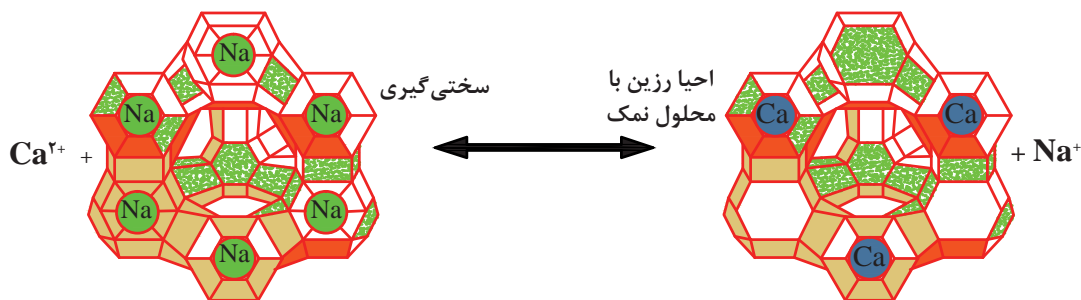 Na
Na
Na
Na
Na
Na
Ca²⁺ +
سختی‌گیری
احیا رزین با
محلول نمک
Ca
Ca
Ca
+ Na⁺